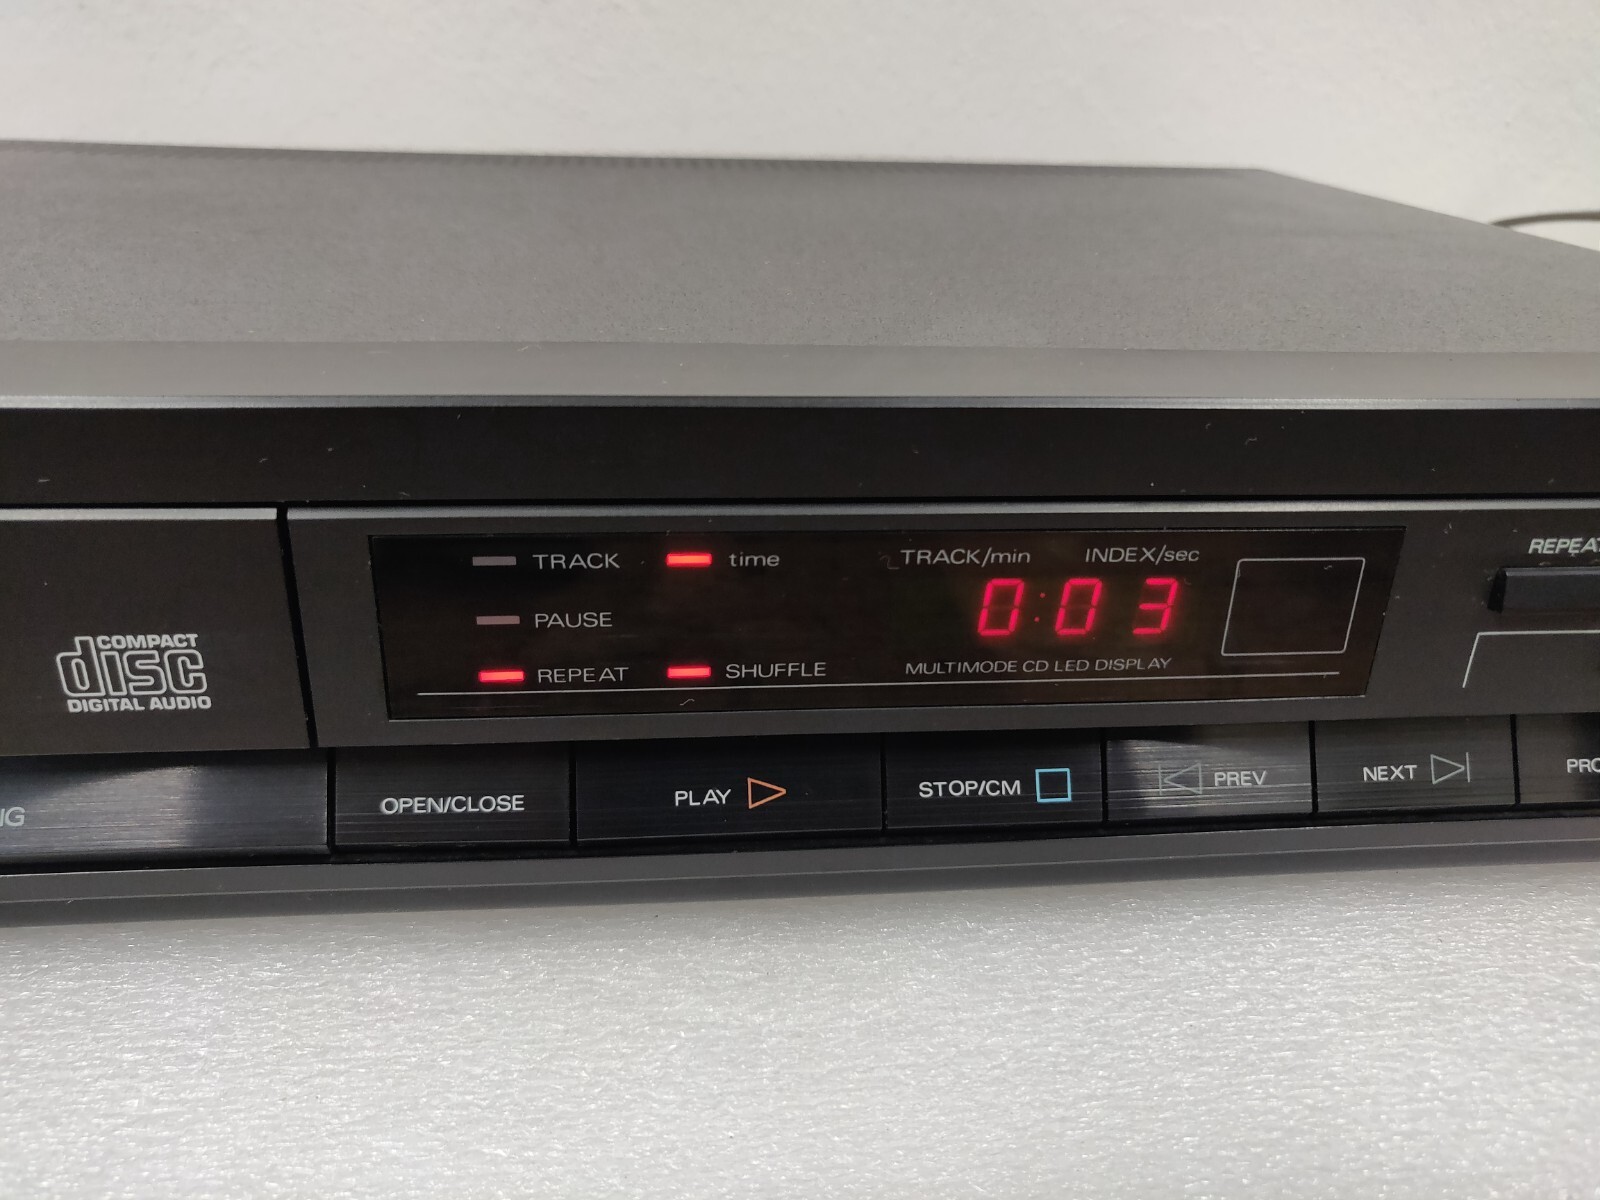 COMPACT
disc
DIGITAL AUDIO
TRACK
time
PAUSE
REPEAT
SHUFFLE
TRACK/min
INDEX/sec
0:03
MULTIMODE CD LED DISPLAY
REPEAT
OPEN/CLOSE
PLAY
STOP/CM
PREV
NEXT